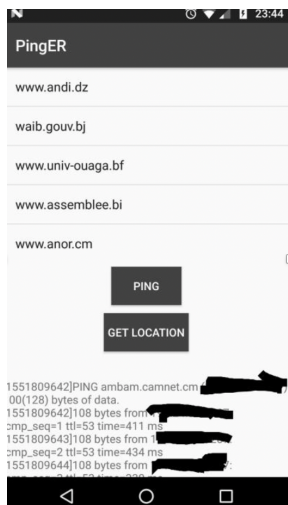 23:44
PingER
www.andi.dz
waib.gouv.bj
www.univ-ouaga.bf
www.assemblee.bi
www.anor.cm
PING
GET LOCATION
1551809642]PING ambam.camnet.cm
00(128) bytes of data.
1551809642]108 bytes from
cmp_seq=1 ttl=53 time=411 ms
1551809643]108 bytes from 1
cmp_seq=2 ttl=53 time=434 ms
1551809644]108 bytes from